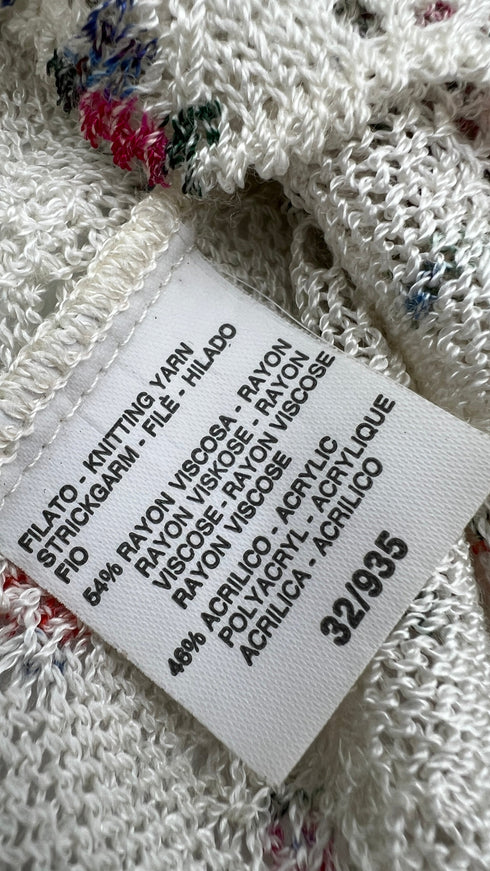 FILATO - KNITTING YARN
STRICKGARM - FILÈ - HILADO
FIO
54% RAYON VISCOSA - RAYON
RAYON VISKOSE - RAYON
VISCOSE - RAYON VISCOSE
RAYON VISCOSE
46% ACRILICO - ACRYLIC
POLYACRYL - ACRYLIQUE
ACRILICA - ACRILICO
32/935